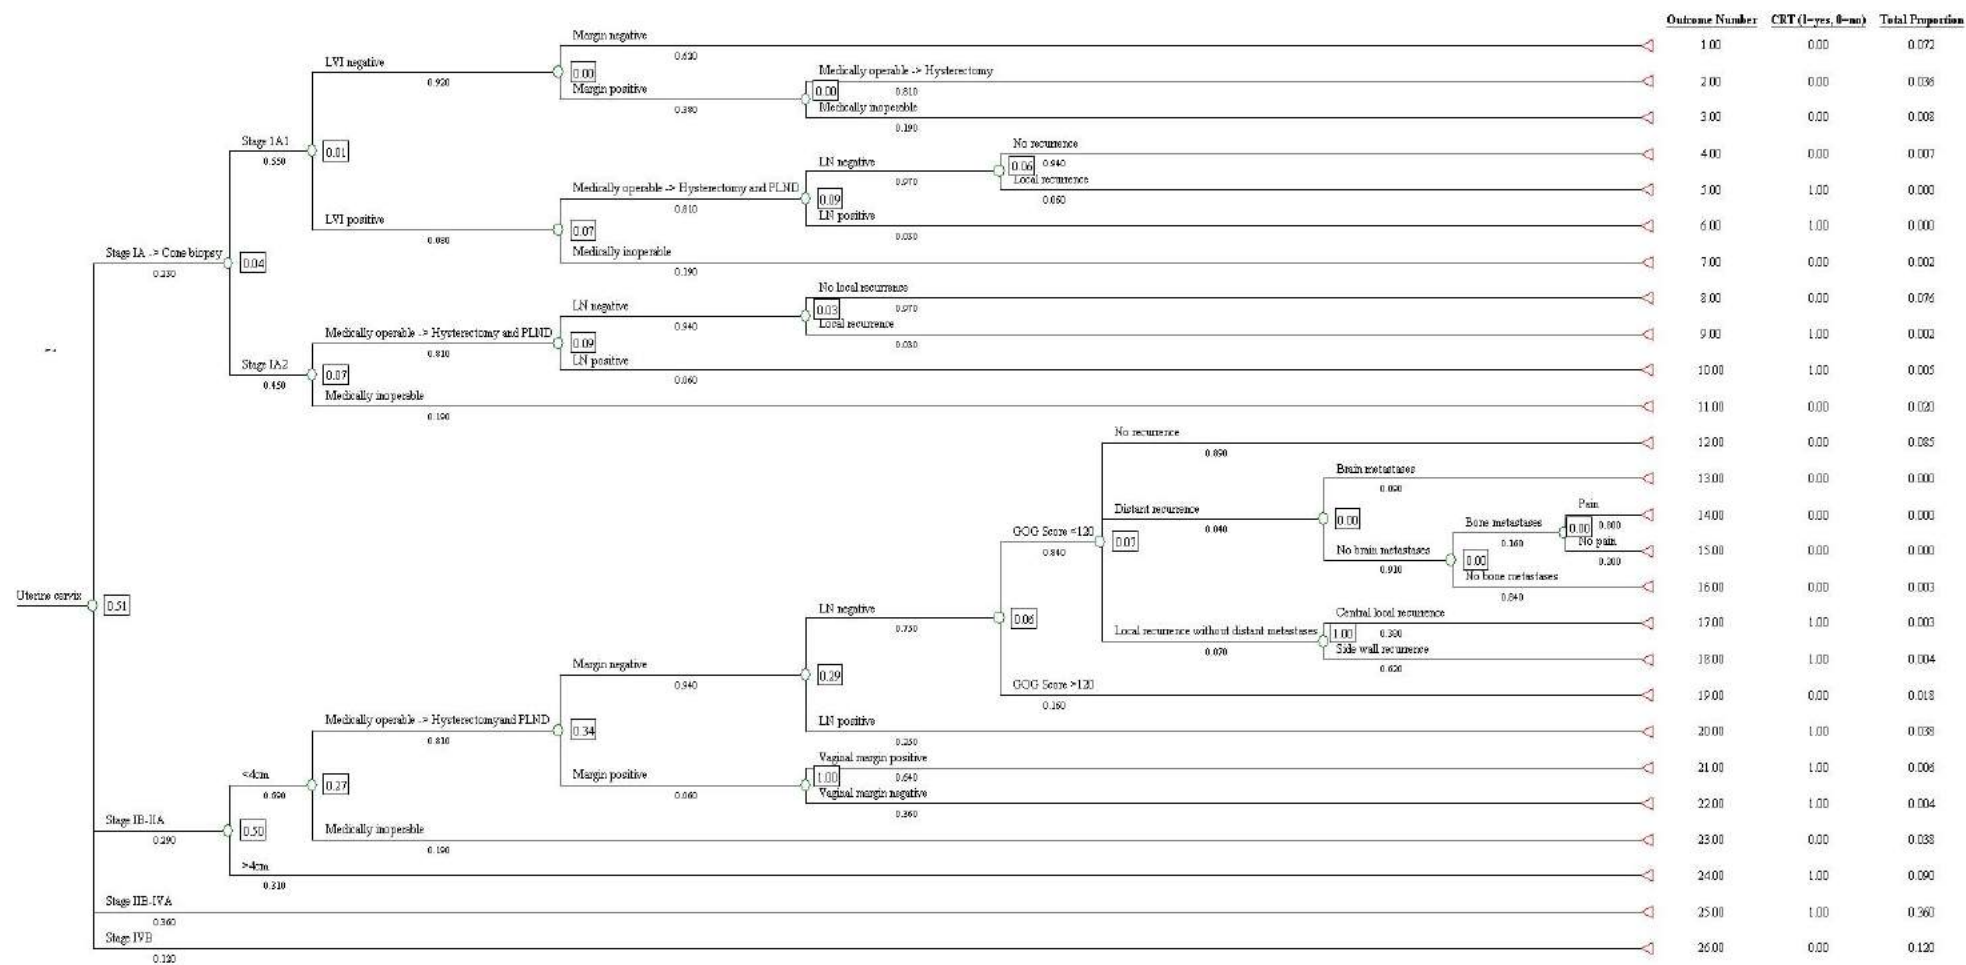 Outcome Number CRT (1-yes, 0-no) Total Proportion
Margin negative
0.620
1.00 0.00 0.072
LVI negative
0.920
0.00
Margin positive
0.380
Medically operable -> Hysterectomy
0.810
2.00 0.00 0.036
0.00
Medically inoperable
0.190
3.00 0.00 0.008
Stage IA1
0.550
0.01
No recurrence
0.940
4.00 0.00 0.007
LN negative
0.970
0.06
Local recurrence
0.060
5.00 1.00 0.000
Medically operable -> Hysterectomy and PLND
0.810
0.09
LN positive
0.030
6.00 1.00 0.000
LVI positive
0.080
0.07
Medically inoperable
0.190
7.00 0.00 0.002
Stage IA -> Cone biopsy
0.230
0.04
No local recurrence
0.970
8.00 0.00 0.076
LN negative
0.940
0.03
Local recurrence
0.030
9.00 1.00 0.002
Medically operable -> Hysterectomy and PLND
0.810
0.09
LN positive
0.060
10.00 1.00 0.005
Stage IA2
0.450
0.07
Medically inoperable
0.190
11.00 0.00 0.020
No recurrence
0.890
12.00 0.00 0.085
Brain metastases
0.090
13.00 0.00 0.000
Distant recurrence
0.040
0.00
Pain
0.800
14.00 0.00 0.000
Bone metastases
0.160
0.00
No pain
0.200
15.00 0.00 0.000
GOG Score <120
0.840
0.07
No brain metastases
0.910
0.00
No bone metastases
0.840
16.00 0.00 0.003
Uterine cervix
0.51
LN negative
0.750
0.06
Central local recurrence
0.380
17.00 1.00 0.003
Local recurrence without distant metastases
0.070
1.00
Side wall recurrence
0.620
18.00 1.00 0.004
Margin negative
0.940
0.29
GOG Score >120
0.160
19.00 0.00 0.018
Medically operable -> Hysterectomyand PLND
0.810
0.34
LN positive
0.250
20.00 1.00 0.038
Vaginal margin positive
0.640
21.00 1.00 0.006
<4cm
0.690
0.27
Margin positive
0.060
1.00
Vaginal margin negative
0.360
22.00 1.00 0.004
Stage IB-IIA
0.290
0.50
Medically inoperable
0.190
23.00 0.00 0.038
>4cm
0.310
24.00 1.00 0.090
Stage IIB-IVA
0.360
25.00 1.00 0.360
Stage IVB
0.120
26.00 0.00 0.120